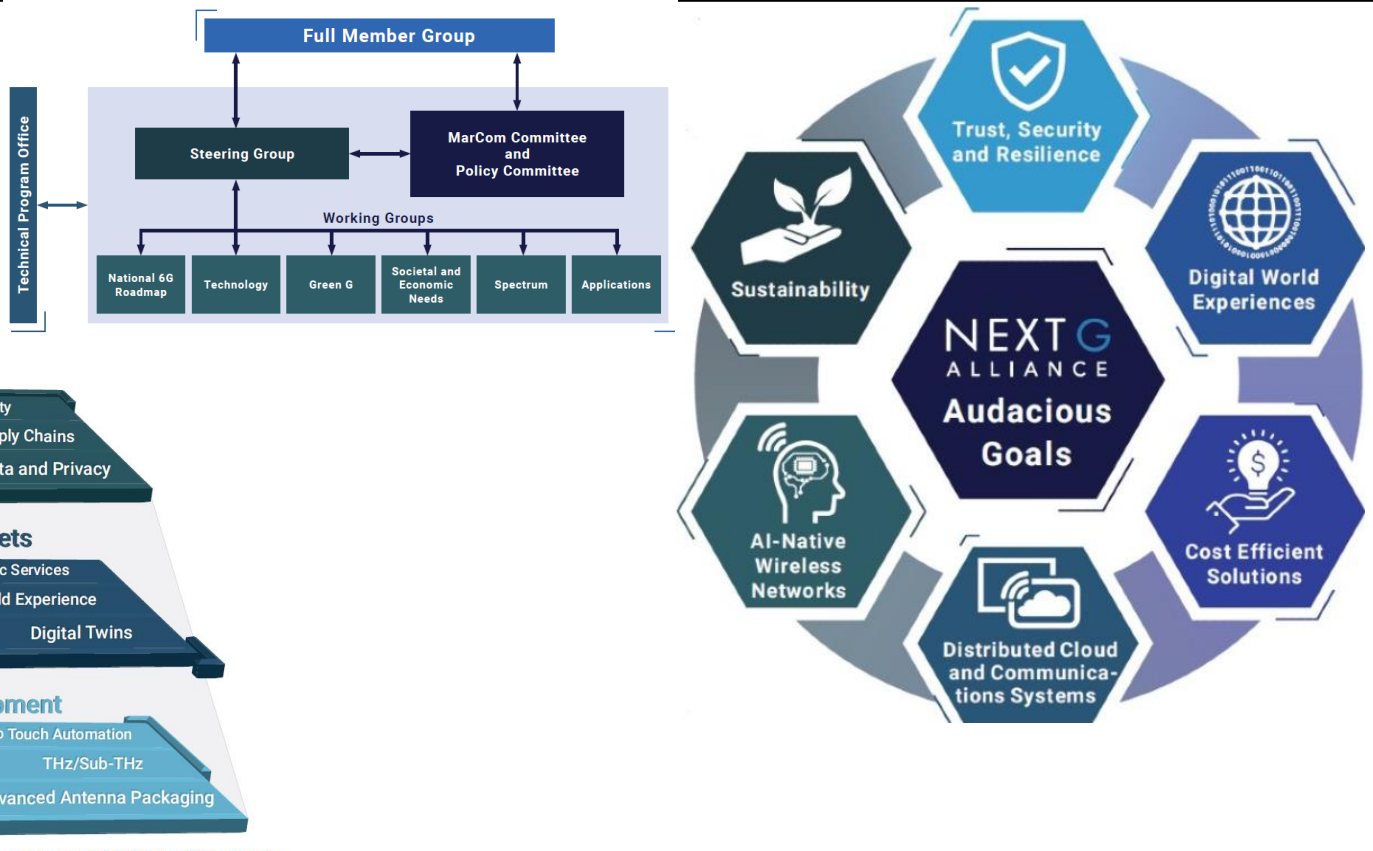 Full Member Group
Technical Program Office
Steering Group
MarCom Committee
and
Policy Committee
Working Groups
National 6G
Roadmap
Technology
Green G
Societal and
Economic
Needs
Spectrum
Applications
ty
ply Chains
ta and Privacy
ets
c Services
ld Experience
Digital Twins
pment
o Touch Automation
THz/Sub-THz
vanced Antenna Packaging
Trust, Security
and Resilience
Digital World
Experiences
Cost Efficient
Solutions
Distributed Cloud
and Communica-
tions Systems
AI-Native
Wireless
Networks
Sustainability
NEXT G
ALLIANCE
Audacious
Goals
$